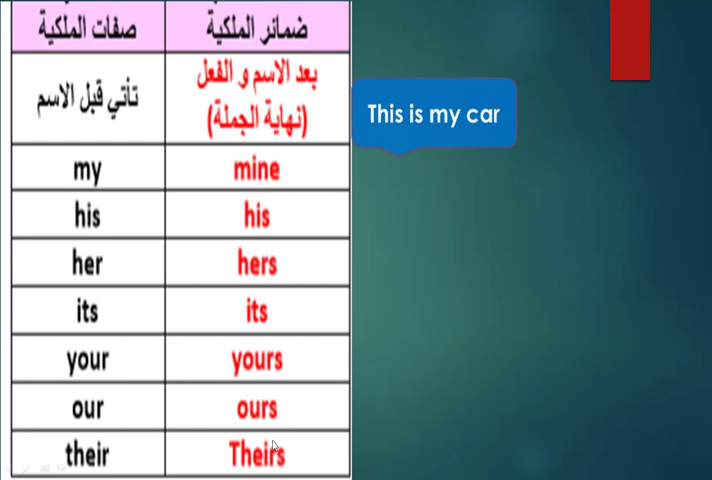 صفات الملكية ضمائر الملكية
تأتي قبل الاسم بعد الاسم و الفعل
(نهاية الجملة)
my mine
his his
her hers
its its
your yours
our ours
their Theirs
This is my car